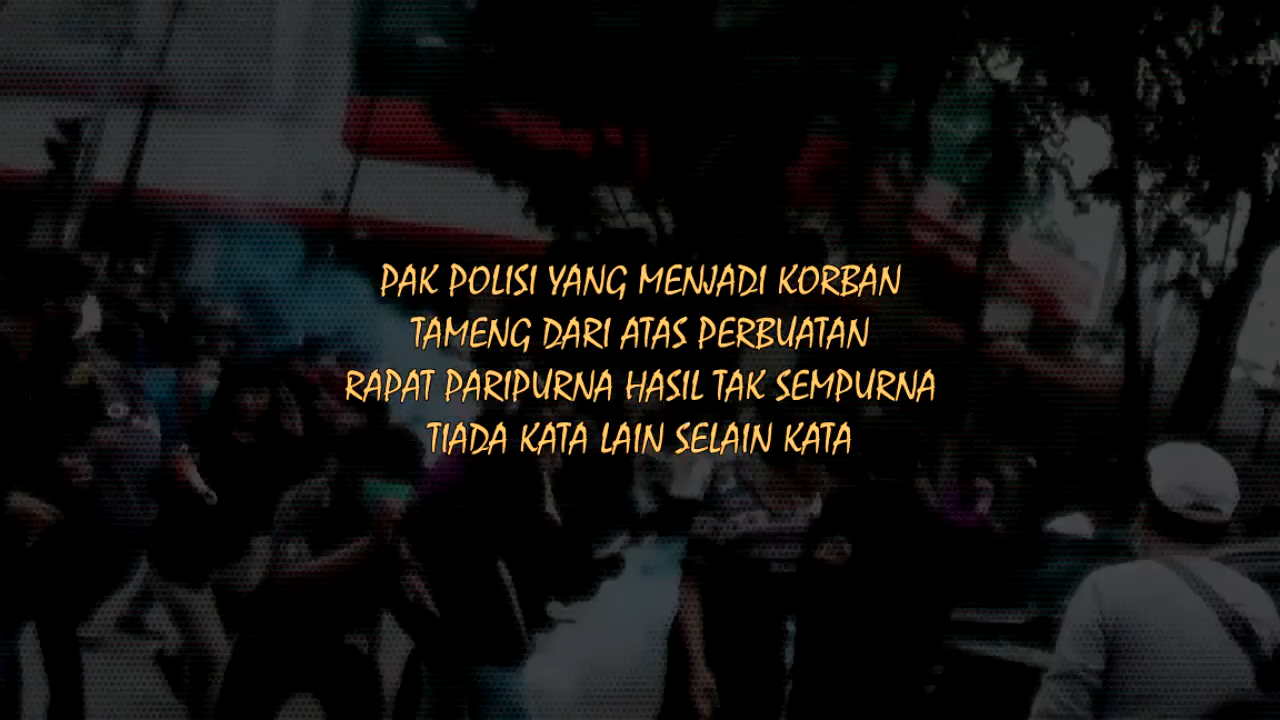 PAK POLISI YANG MENJADI KORBAN
TAMENG DARI ATAS PERBUATAN
RAPAT PARIPURNA HASIL TAK SEMPURNA
TIADA KATA LAIN SELAIN KATA